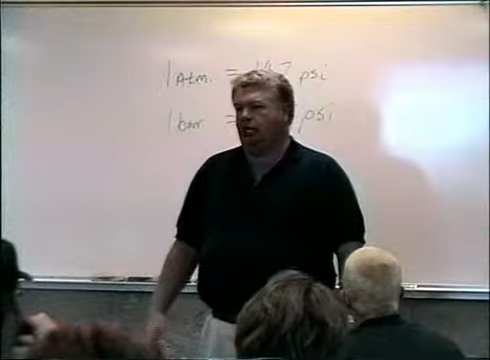 1 Atm. = psi
1 bar = psi